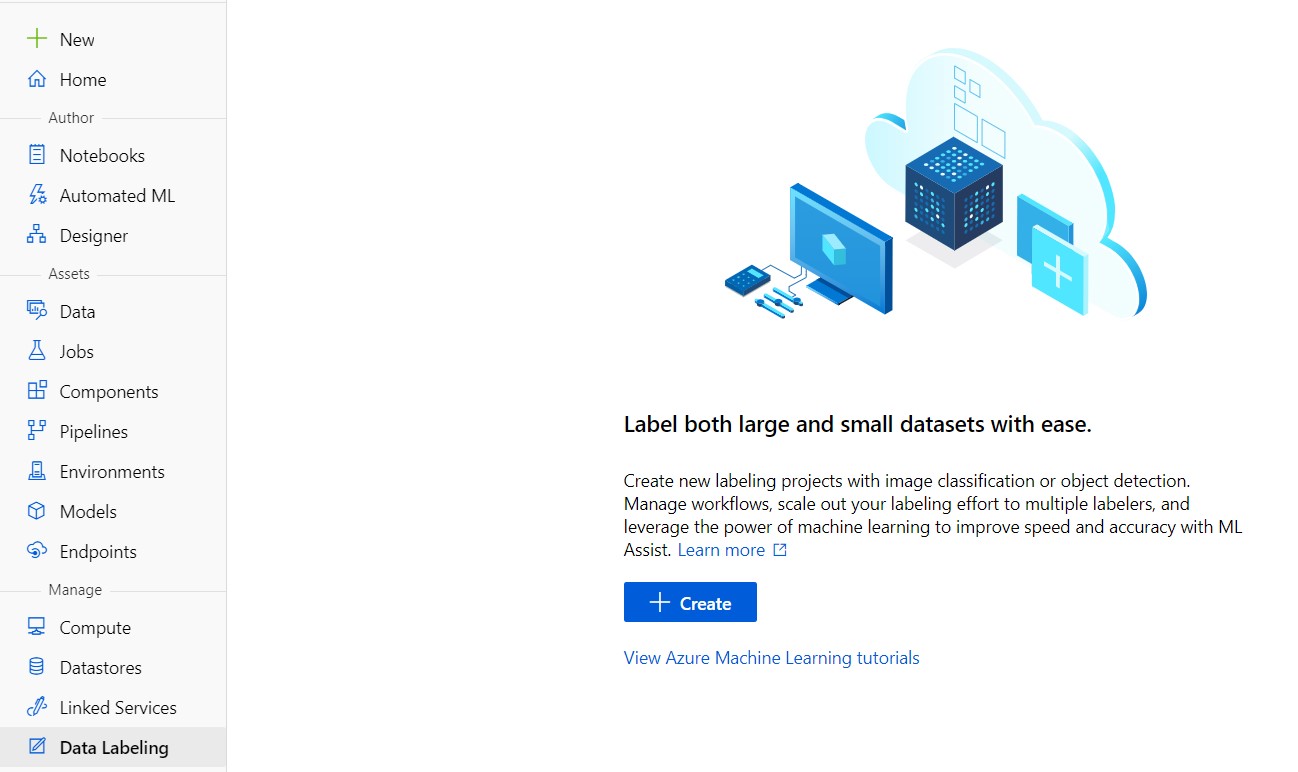 New
Home
Author
Notebooks
Automated ML
Designer
Assets
Data
Jobs
Components
Pipelines
Environments
Models
Endpoints
Manage
Compute
Datastores
Linked Services
Data Labeling
Label both large and small datasets with ease.
Create new labeling projects with image classification or object detection.
Manage workflows, scale out your labeling effort to multiple labelers, and
leverage the power of machine learning to improve speed and accuracy with ML
Assist. Learn more
Create
View Azure Machine Learning tutorials